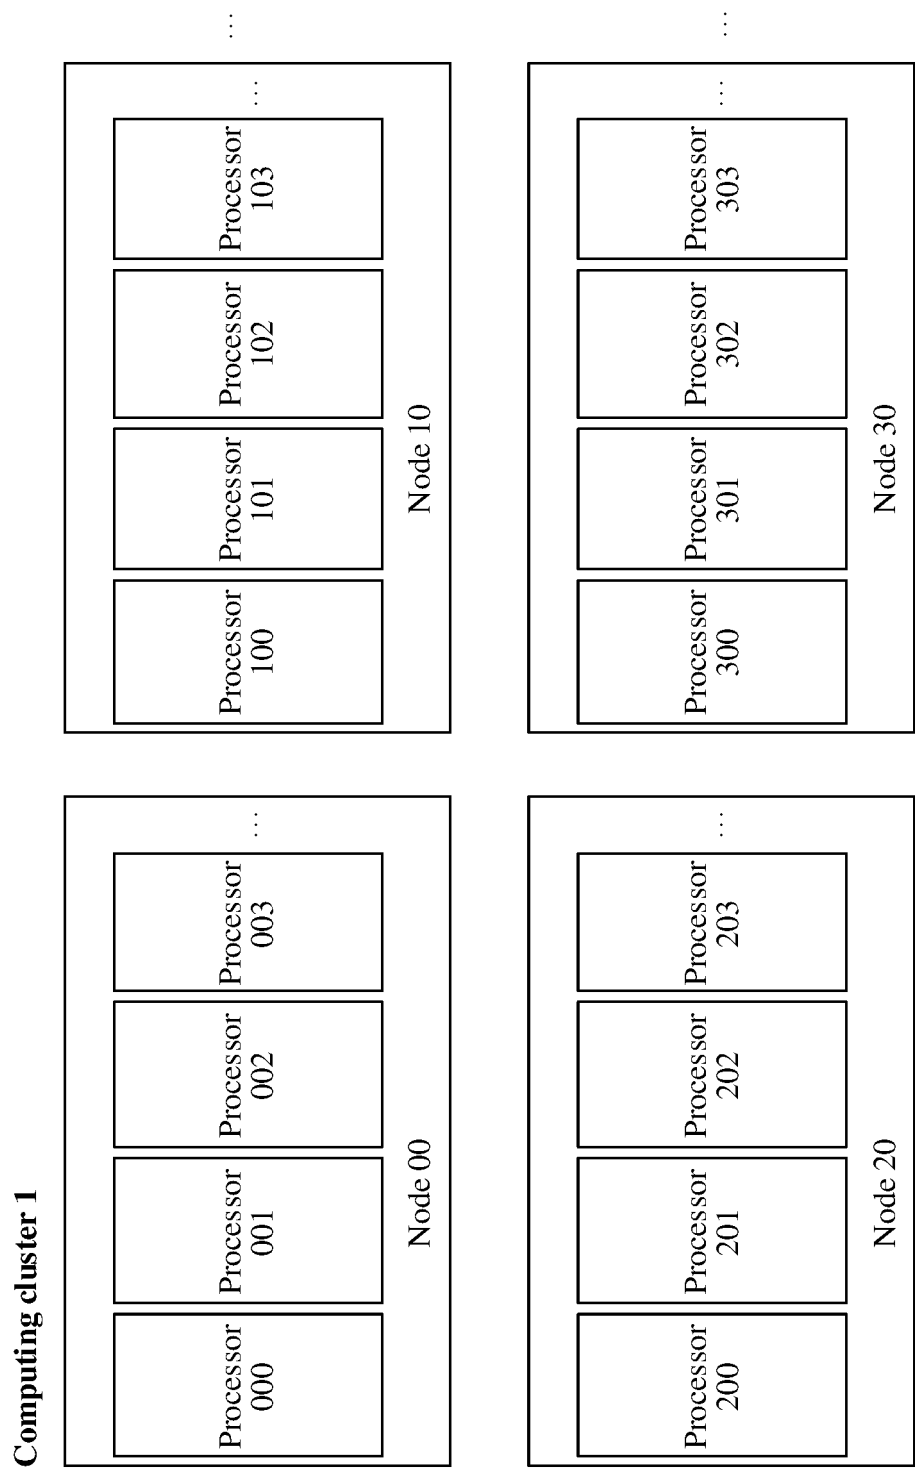 Computing cluster 1
Processor
000
Processor
001
Processor
002
Processor
003
...
Node 00
Processor
100
Processor
101
Processor
102
Processor
103
...
Node 10
...
Processor
200
Processor
201
Processor
202
Processor
203
...
Node 20
Processor
300
Processor
301
Processor
302
Processor
303
...
Node 30
...